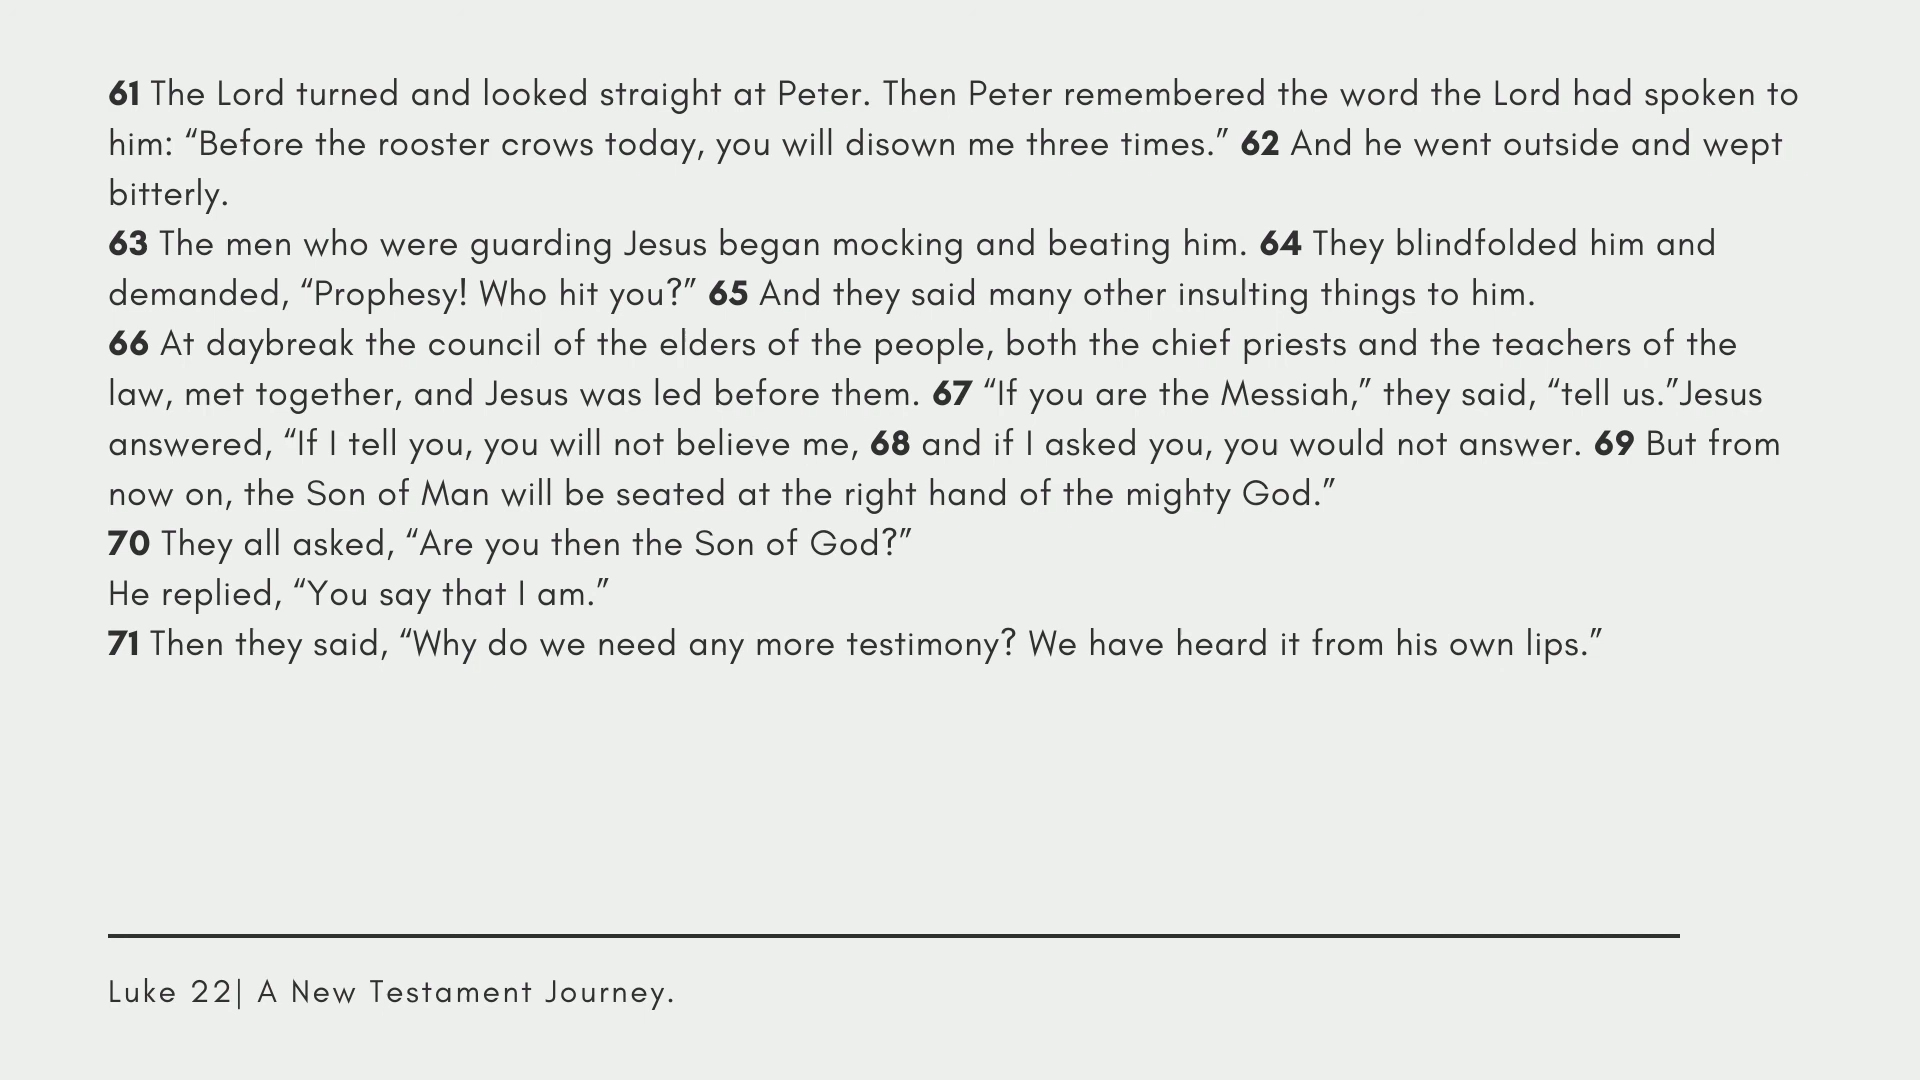 61 The Lord turned and looked straight at Peter. Then Peter remembered the word the Lord had spoken to
him: “Before the rooster crows today, you will disown me three times.” 62 And he went outside and wept
bitterly.
63 The men who were guarding Jesus began mocking and beating him. 64 They blindfolded him and
demanded, “Prophesy! Who hit you?” 65 And they said many other insulting things to him.
66 At daybreak the council of the elders of the people, both the chief priests and the teachers of the
law, met together, and Jesus was led before them. 67 “If you are the Messiah,” they said, “tell us.”Jesus
answered, “If I tell you, you will not believe me, 68 and if I asked you, you would not answer. 69 But from
now on, the Son of Man will be seated at the right hand of the mighty God.”
70 They all asked, “Are you then the Son of God?”
He replied, “You say that I am.”
71 Then they said, “Why do we need any more testimony? We have heard it from his own lips.”
Luke 22| A New Testament Journey.